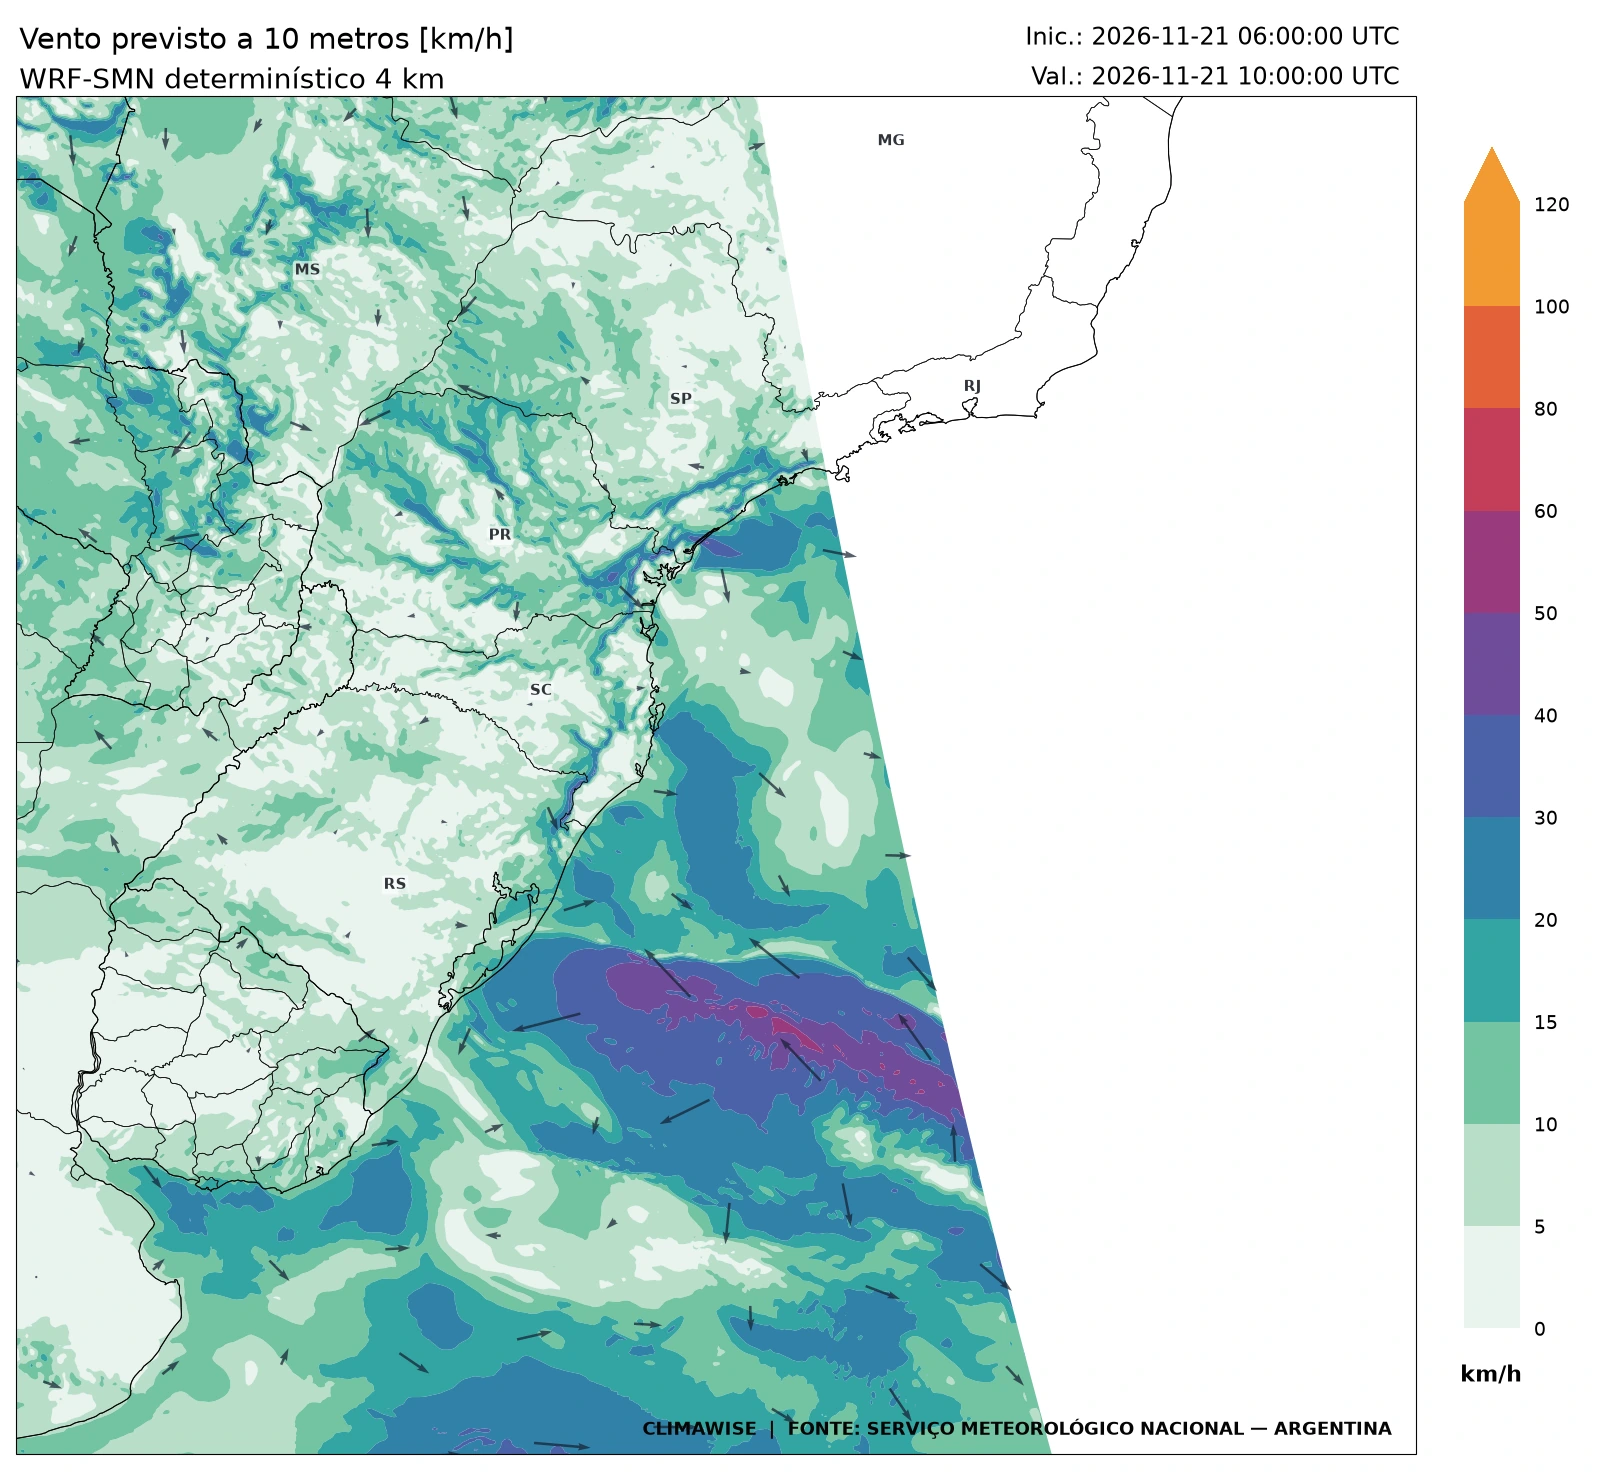 Vento previsto a 10 metros [km/h]
WRF-SMN determinístico 4 km
Inic.: 2026-11-21 06:00:00 UTC
Val.: 2026-11-21 10:00:00 UTC
MG
MS
RJ
SP
PR
SC
RS
120
100
80
60
50
40
30
20
15
10
5
0
km/h
CLIMAWISE | FONTE: SERVIÇO METEOROLÓGICO NACIONAL — ARGENTINA